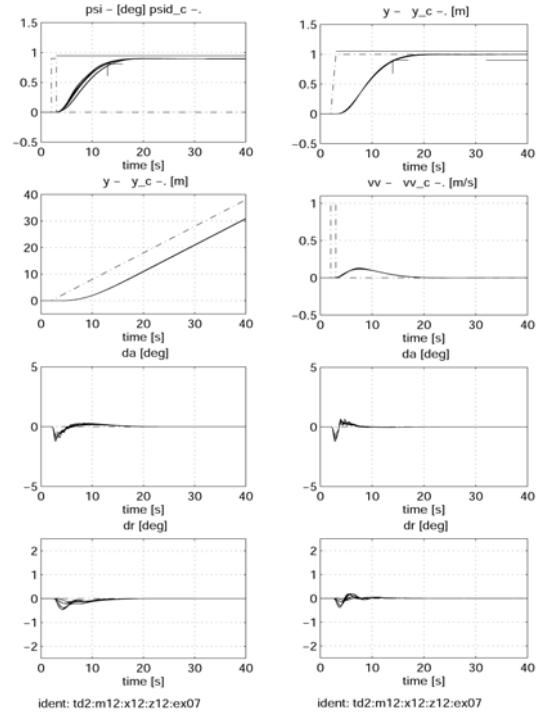 psi - [deg] psid_c -.
1.5
1
0.5
0
-0.5
0 10 20 30 40
time [s]
y - y_c -. [m]
40
30
20
10
0
0 10 20 30 40
time [s]
da [deg]
5
0
-5
0 10 20 30 40
time [s]
dr [deg]
2
1
0
-1
-2
0 10 20 30 40
time [s]
ident: td2:m12:x12:z12:ex07
y - y_c -. [m]
1.5
1
0.5
0
-0.5
0 10 20 30 40
time [s]
vv - vv_c -. [m/s]
1
0.5
0
-0.5
0 10 20 30 40
time [s]
da [deg]
5
0
-5
0 10 20 30 40
time [s]
dr [deg]
2
1
0
-1
-2
0 10 20 30 40
time [s]
ident: td2:m12:x12:z12:ex07